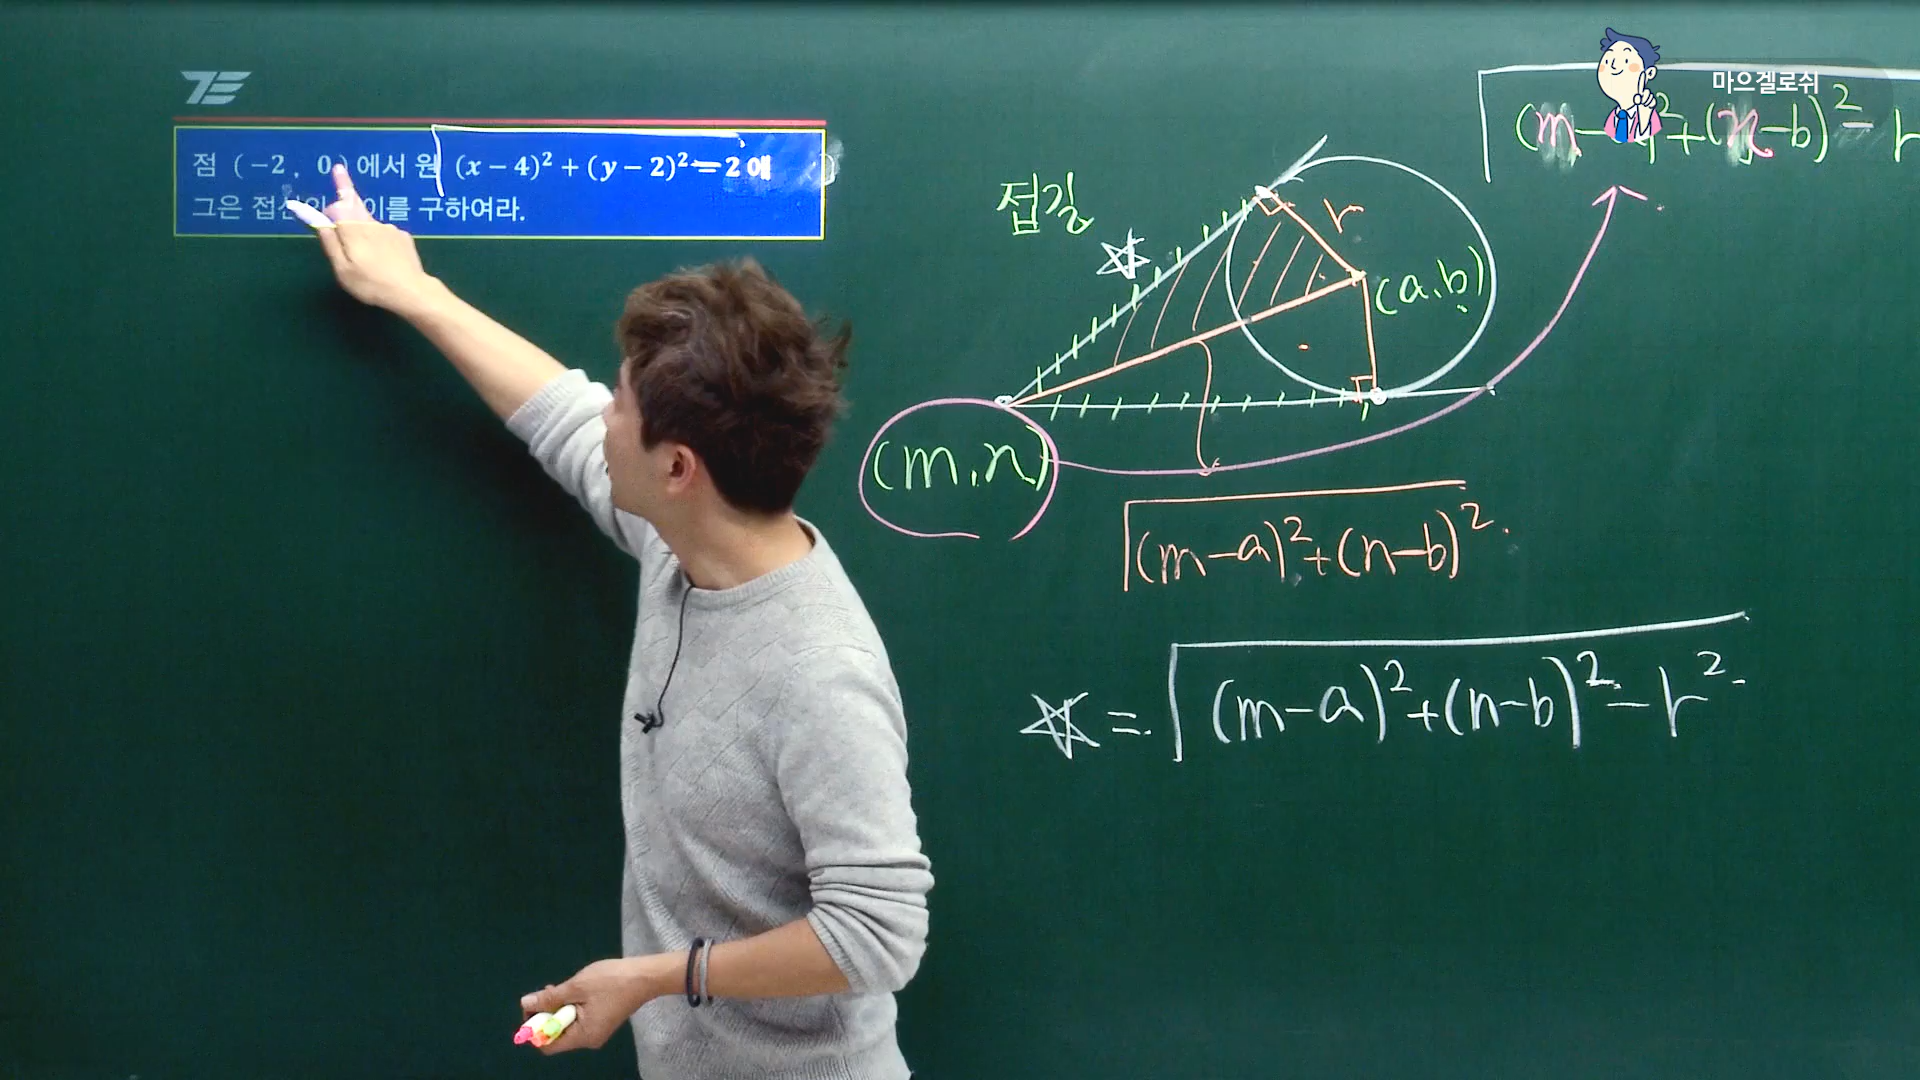 점 (-2, 0)에서 원 (x-4)²+(y-2)²=2에
그은 접선의 길이를 구하여라.
마으겔로쉬
(m-a)²+(n-b)²-r
접길
r
(a,b)
(m,n)
√(m-a)²+(n-b)²
☆=√(m-a)²+(n-b)²-r²